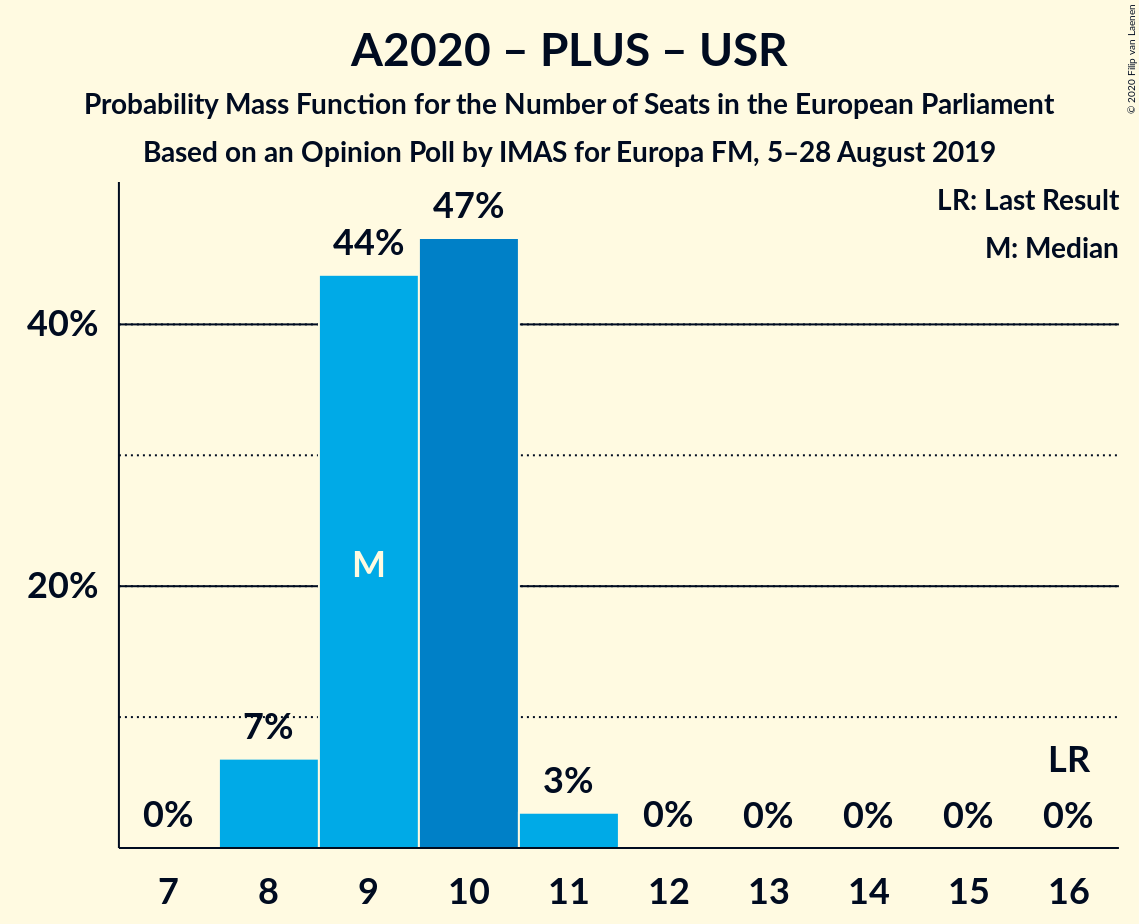 A2020 – PLUS – USR
Probability Mass Function for the Number of Seats in the European Parliament
Based on an Opinion Poll by IMAS for Europa FM, 5–28 August 2019
© 2020 Filip van Laenen
LR: Last Result
M: Median
40%
20%
0%
7%
44%
M
47%
3%
0%
0%
0%
0%
LR
0%
7 8 9 10 11 12 13 14 15 16